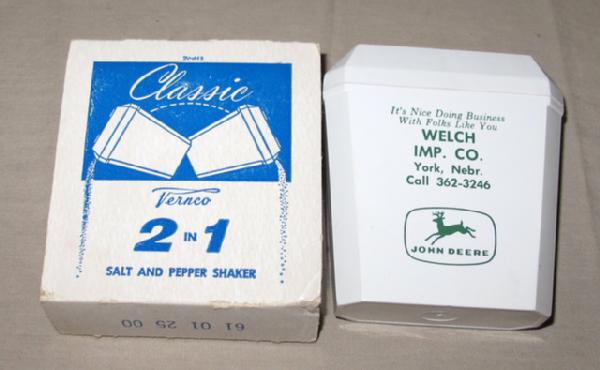 Classic
Vernco
2 IN 1
SALT AND PEPPER SHAKER
61 01 25 00
It's Nice Doing Business
With Folks Like You
WELCH
IMP. CO.
York, Nebr.
Call 362-3246
JOHN DEERE